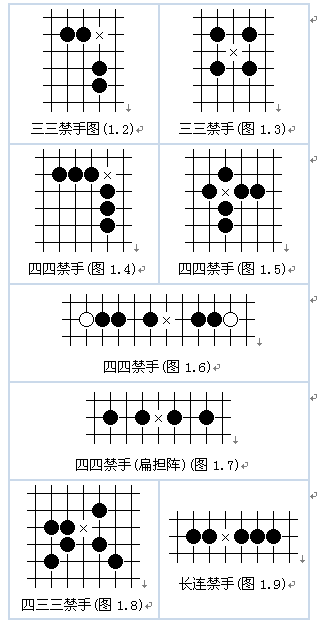 三三禁手图(1.2)
三三禁手(图 1.3)
四四禁手(图 1.4)
四四禁手(图 1.5)
四四禁手(图 1.6)
四四禁手(扁担阵)(图 1.7)
四三三禁手(图 1.8)
长连禁手(图 1.9)